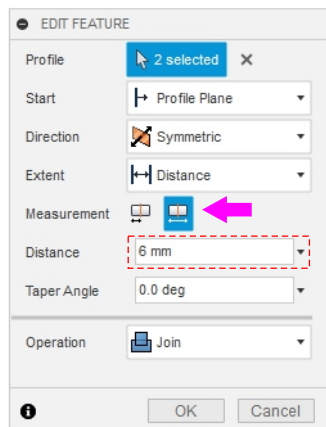 EDIT FEATURE
Profile 2 selected
Start Profile Plane
Direction Symmetric
Extent Distance
Measurement
Distance 6 mm
Taper Angle 0.0 deg
Operation Join
OK Cancel